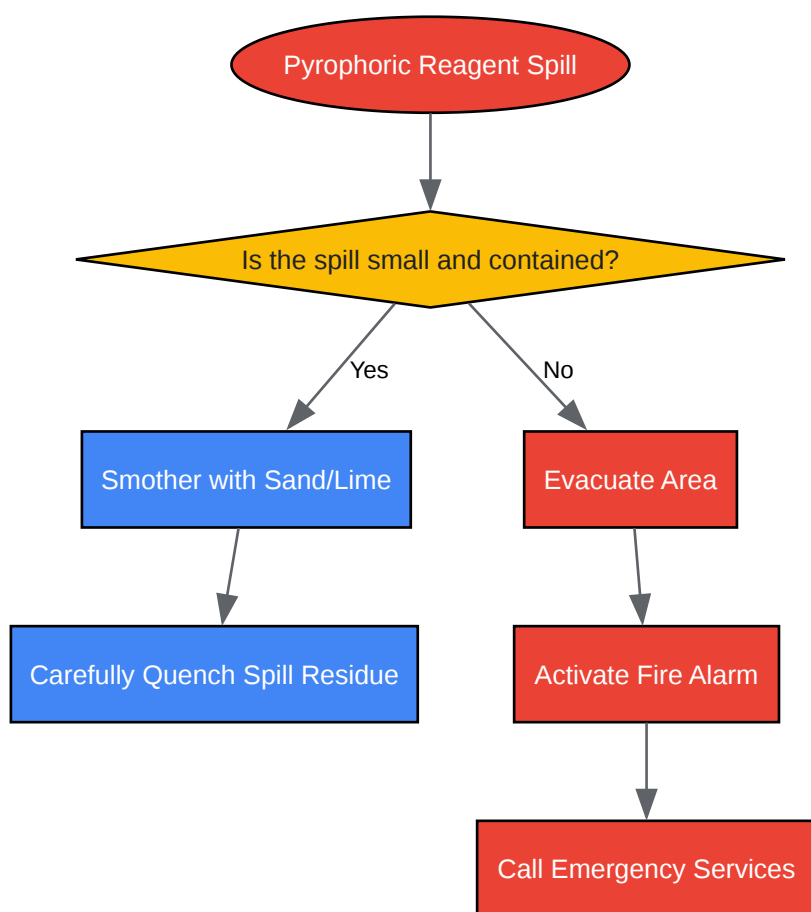 Pyrophoric Reagent Spill
Is the spill small and contained?
Yes
No
Smother with Sand/Lime
Evacuate Area
Carefully Quench Spill Residue
Activate Fire Alarm
Call Emergency Services